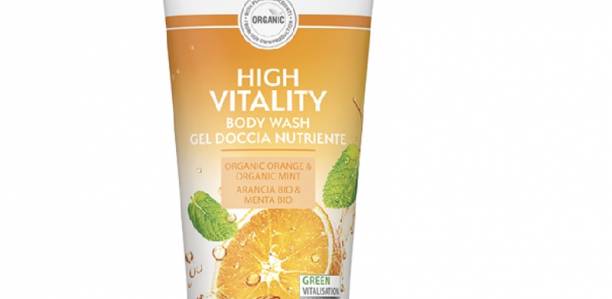 ORGANIC
HIGH
VITALITY
BODY WASH
GEL DOCCIA NUTRIENTE
ORGANIC ORANGE &
ORGANIC MINT
ARANCIA BIO &
MENTA BIO
GREEN
VITALISATION